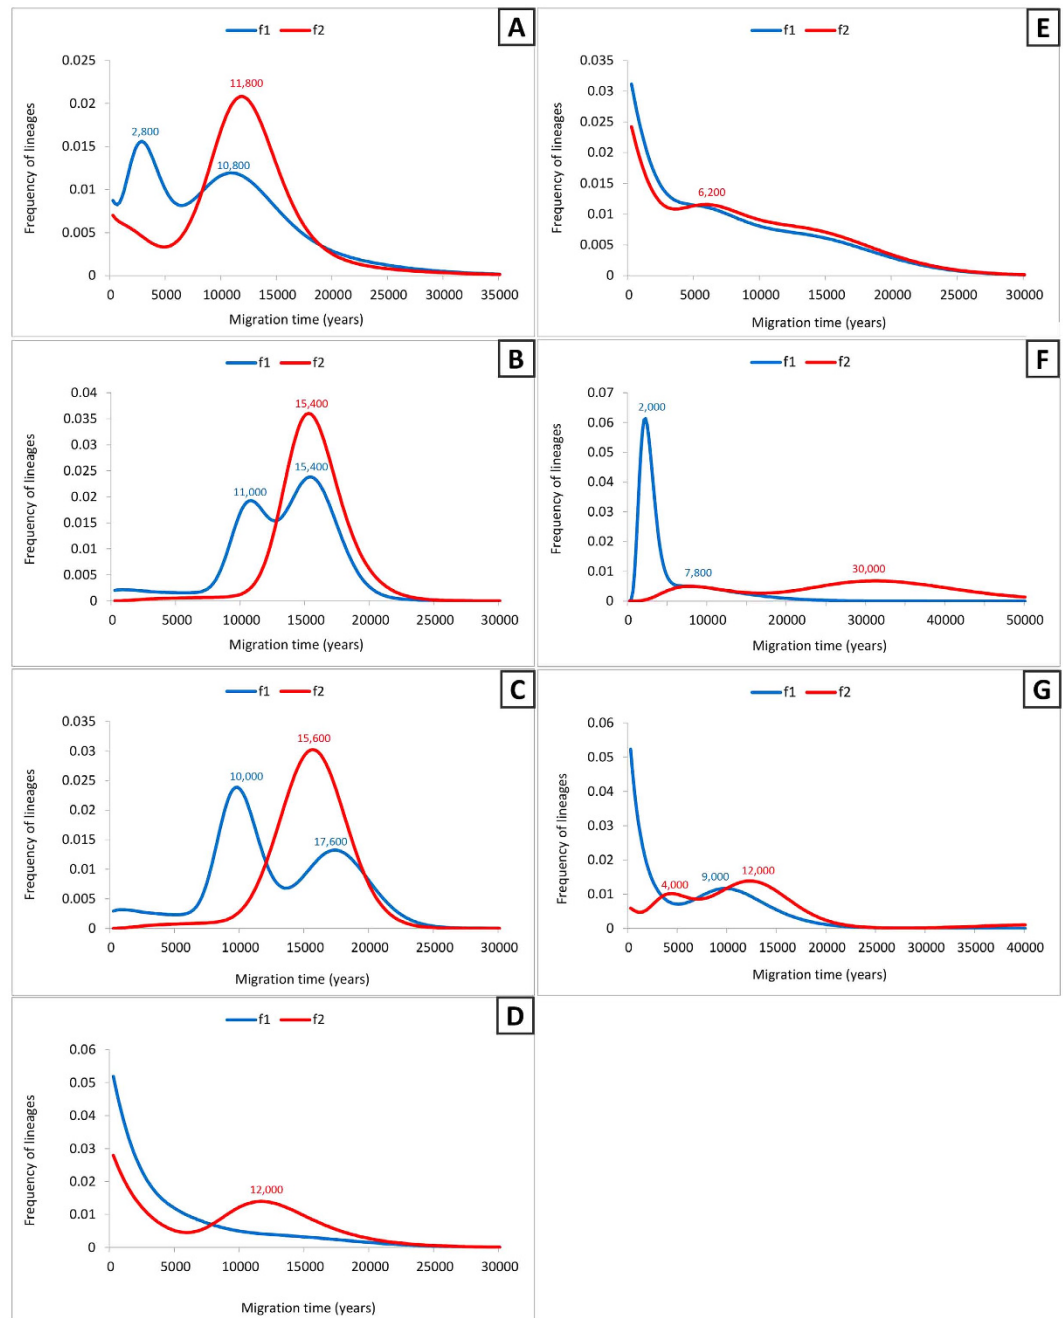 A
f1 f2
Frequency of lineages
0.025
0.02
0.015
0.01
0.005
0
2,800
10,800
11,800
0 5000 10000 15000 20000 25000 30000 35000
Migration time (years)
B
f1 f2
Frequency of lineages
0.04
0.035
0.03
0.025
0.02
0.015
0.01
0.005
0
15,400
15,400
11,000
0 5000 10000 15000 20000 25000 30000
Migration time (years)
C
f1 f2
Frequency of lineages
0.035
0.03
0.025
0.02
0.015
0.01
0.005
0
15,600
10,000
17,600
0 5000 10000 15000 20000 25000 30000
Migration time (years)
D
f1 f2
Frequency of lineages
0.06
0.05
0.04
0.03
0.02
0.01
0
12,000
0 5000 10000 15000 20000 25000 30000
Migration time (years)
E
f1 f2
Frequency of lineages
0.035
0.03
0.025
0.02
0.015
0.01
0.005
0
6,200
0 5000 10000 15000 20000 25000 30000
Migration time (years)
F
f1 f2
Frequency of lineages
0.07
0.06
0.05
0.04
0.03
0.02
0.01
0
2,000
7,800
30,000
0 10000 20000 30000 40000 50000
Migration time (years)
G
f1 f2
Frequency of lineages
0.06
0.05
0.04
0.03
0.02
0.01
0
4,000
9,000
12,000
0 5000 10000 15000 20000 25000 30000 35000 40000
Migration time (years)